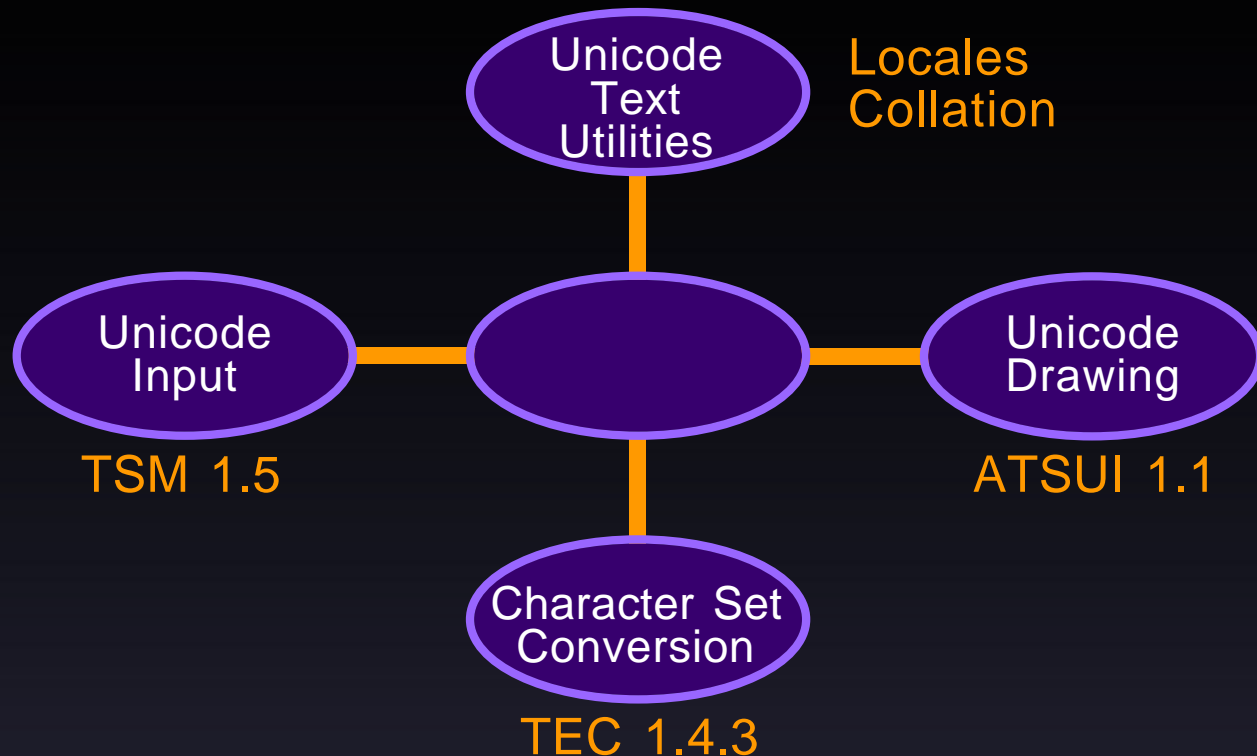 Unicode
Text
Utilities
Locales
Collation
Unicode
Input
TSM 1.5
Unicode
Drawing
ATSUI 1.1
Character Set
Conversion
TEC 1.4.3